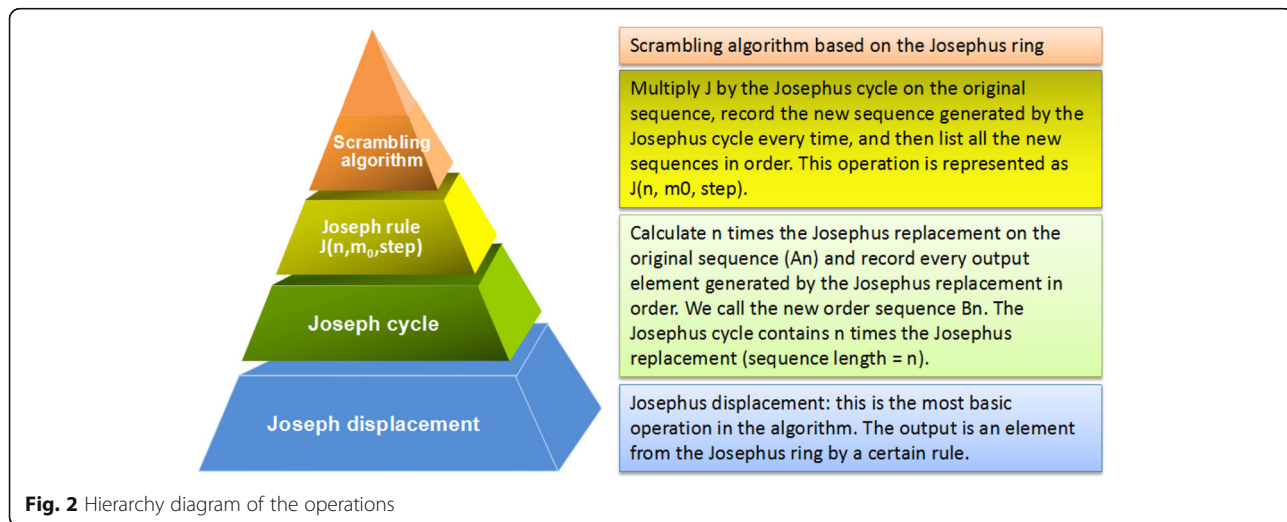 Scrambling
algorithm
Joseph rule
J(n,m₀,step)
Joseph cycle
Joseph displacement
Scrambling algorithm based on the Josephus ring
Multiply J by the Josephus cycle on the original
sequence, record the new sequence generated by the
Josephus cycle every time, and then list all the new
sequences in order. This operation is represented as
J(n, m0, step).
Calculate n times the Josephus replacement on the
original sequence (An) and record every output
element generated by the Josephus replacement in
order. We call the new order sequence Bn. The
Josephus cycle contains n times the Josephus
replacement (sequence length = n).
Josephus displacement: this is the most basic
operation in the algorithm. The output is an element
from the Josephus ring by a certain rule.
Fig. 2 Hierarchy diagram of the operations